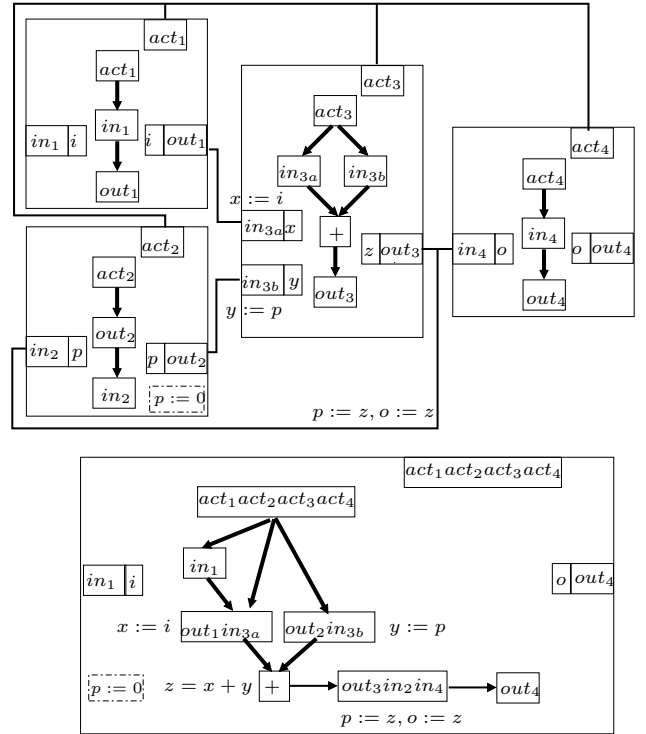 act₁
act₁
in₁
in₁ i
i out₁
out₁
act₂
act₂
out₂
in₂ p
p out₂
in₂
p := 0
act₃
act₃
in₃ₐ in₃b
x := i
in₃ₐ x
+
z out₃
in₃b y
out₃
y := p
act₄
act₄
in₄
in₄ o
o out₄
out₄
p := z, o := z
act₁act₂act₃act₄
act₁act₂act₃act₄
in₁
in₁ i
o out₄
x := i out₁in₃ₐ out₂in₃b y := p
p := 0 z = x + y + out₃in₂in₄ out₄
p := z, o := z